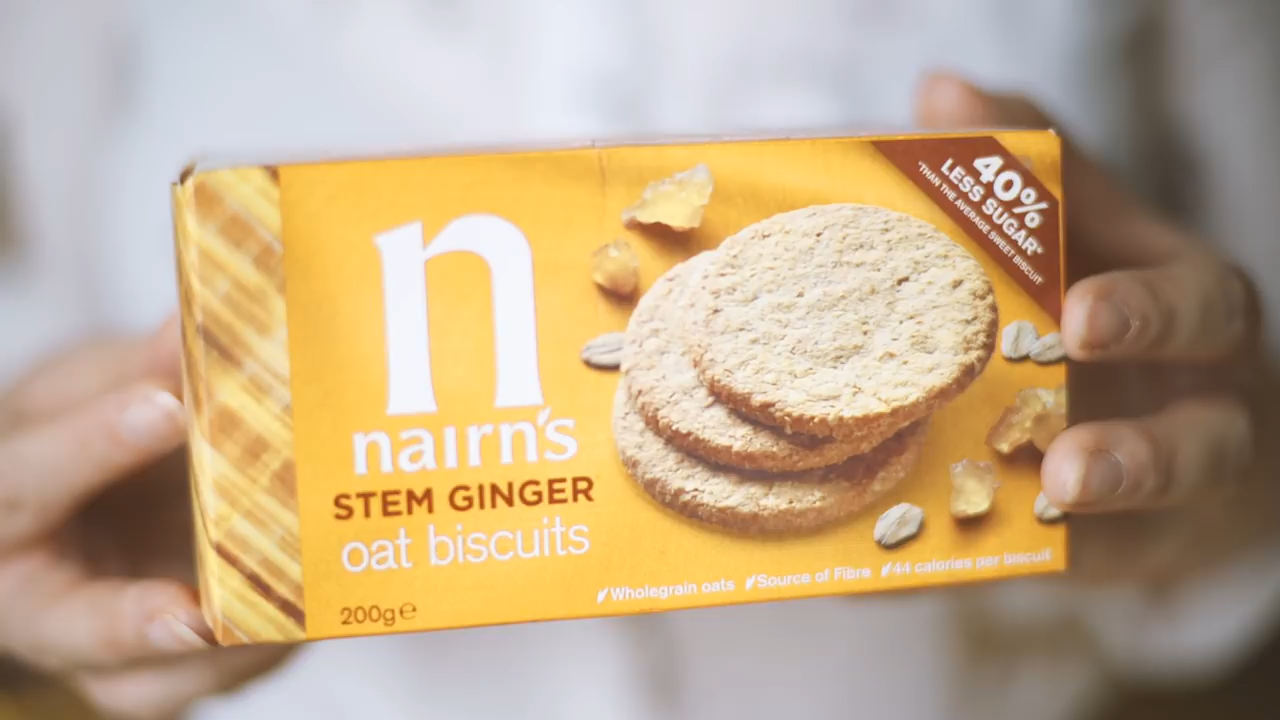 n
nairn's
STEM GINGER
oat biscuits
200g℮
40%
LESS SUGAR*
*THAN THE AVERAGE SWEET BISCUIT
Wholegrain oats Source of Fibre 44 calories per biscuit